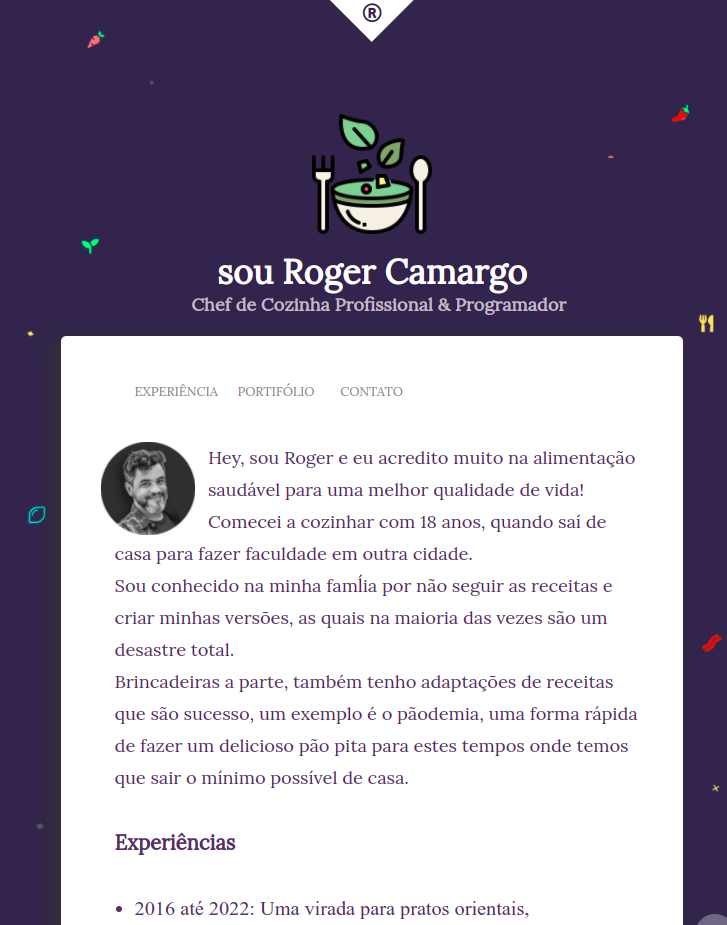 ®
sou Roger Camargo
Chef de Cozinha Profissional & Programador
EXPERIÊNCIA PORTIFÓLIO CONTATO
Hey, sou Roger e eu acredito muito na alimentação
saudável para uma melhor qualidade de vida!
Comecei a cozinhar com 18 anos, quando saí de
casa para fazer faculdade em outra cidade.
Sou conhecido na minha famĺia por não seguir as receitas e
criar minhas versões, as quais na maioria das vezes são um
desastre total.
Brincadeiras a parte, também tenho adaptações de receitas
que são sucesso, um exemplo é o pãodemia, uma forma rápida
de fazer um delicioso pão pita para estes tempos onde temos
que sair o mínimo possível de casa.
Experiências
• 2016 até 2022: Uma virada para pratos orientais,